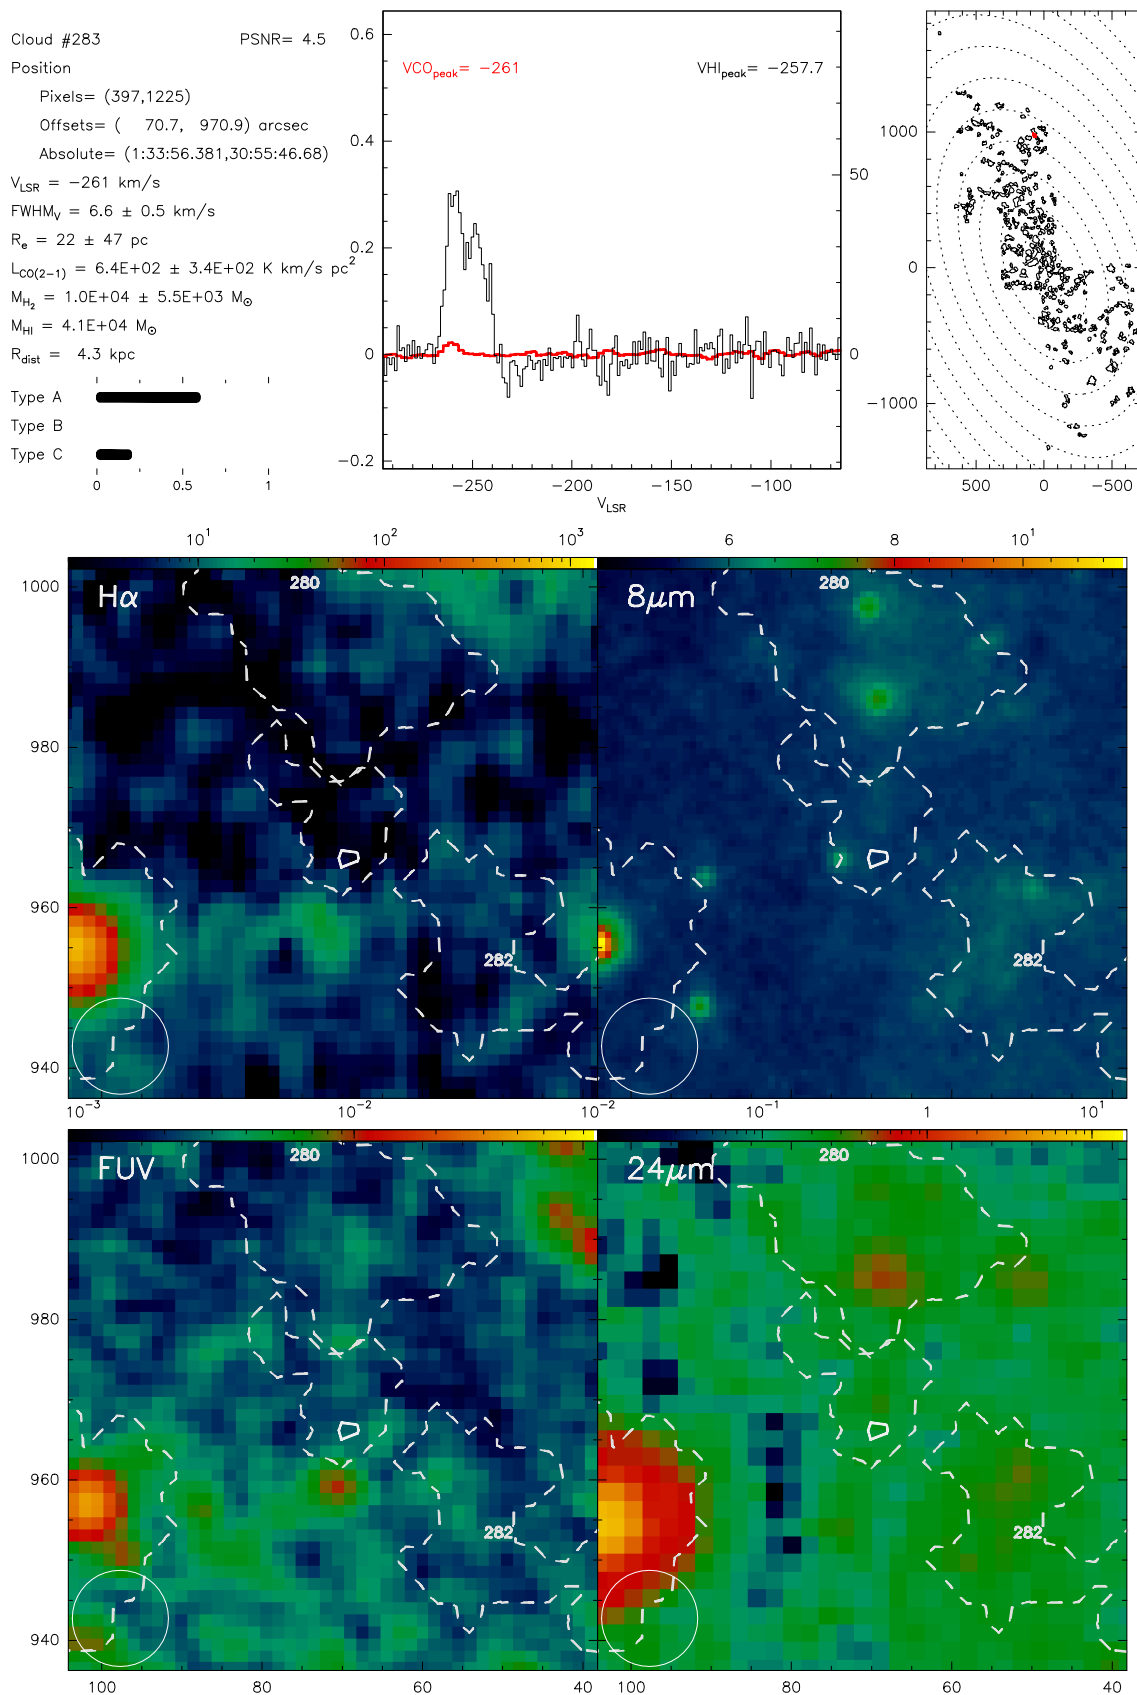 Cloud #283 PSNR= 4.5
Position
Pixels= (397,1225)
Offsets= ( 70.7, 970.9) arcsec
Absolute= (1:33:56.381,30:55:46.68)
V_LSR = −261 km/s
FWHM_V = 6.6 ± 0.5 km/s
R_e = 22 ± 47 pc
L_CO(2−1) = 6.4E+02 ± 3.4E+02 K km/s pc²
M_H₂ = 1.0E+04 ± 5.5E+03 M⊙
M_HI = 4.1E+04 M⊙
R_dist = 4.3 kpc
Type A
Type B
Type C
0 0.5 1
VCO_peak= −261 VHI_peak= −257.7
0.6
0.4
0.2
0
−0.2
50
0
−250 −200 −150 −100
V_LSR
1000
0
−1000
500 0 −500
10¹ 10² 10³
6 8 10¹
Hα 280
8μm 280
1000
980
960
940
282
282
10⁻³ 10⁻² 10⁻² 10⁻¹ 1 10¹
FUV 280
24μm 280
1000
980
960
940
282
282
100 80 60 40
100 80 60 40